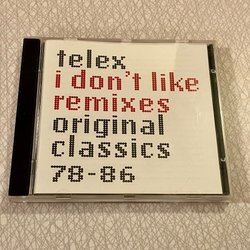 telex
i don't like
remixes
original
classics
78-86